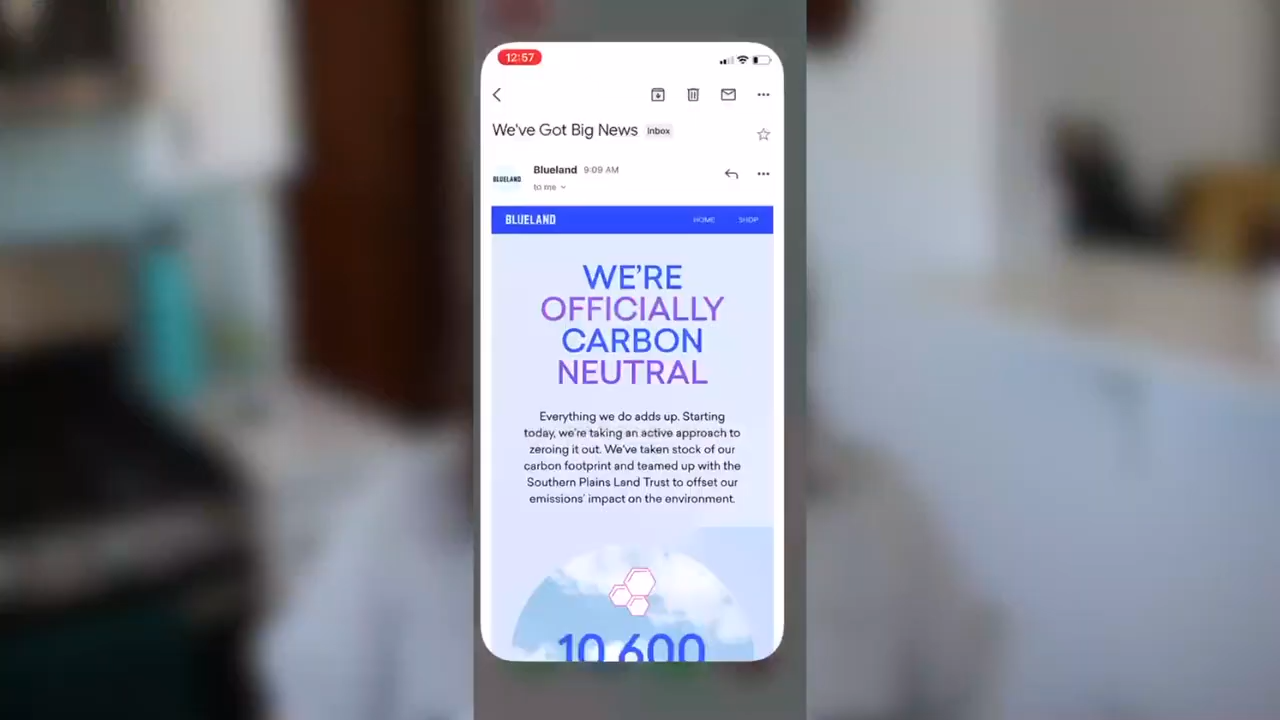 12:57
We've Got Big News Inbox
Blueland 9:09 AM
BLUELAND
to me
BLUELAND HOME SHOP
WE'RE
OFFICIALLY
CARBON
NEUTRAL
Everything we do adds up. Starting
today, we're taking an active approach to
zeroing it out. We've taken stock of our
carbon footprint and teamed up with the
Southern Plains Land Trust to offset our
emissions' impact on the environment.
10,600